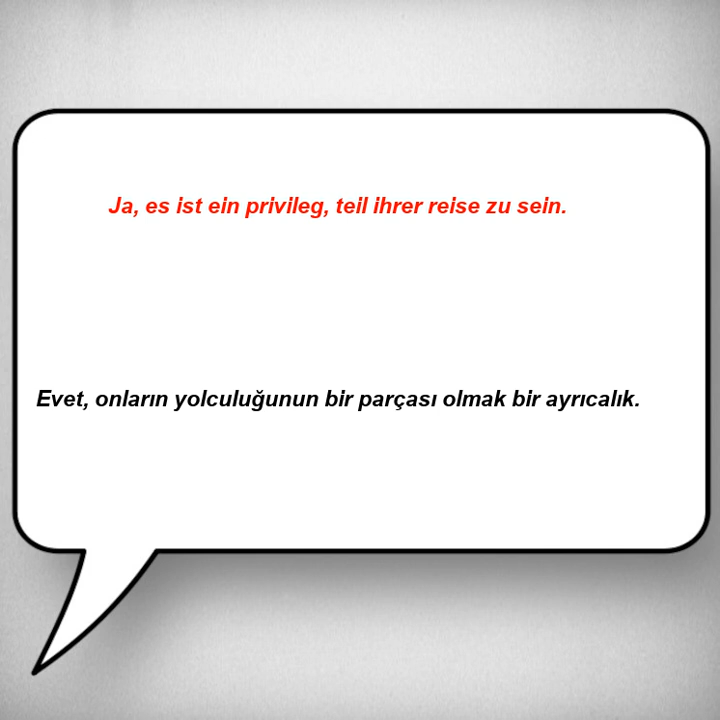 Ja, es ist ein privileg, teil ihrer reise zu sein.
Evet, onların yolculuğunun bir parçası olmak bir ayrıcalık.